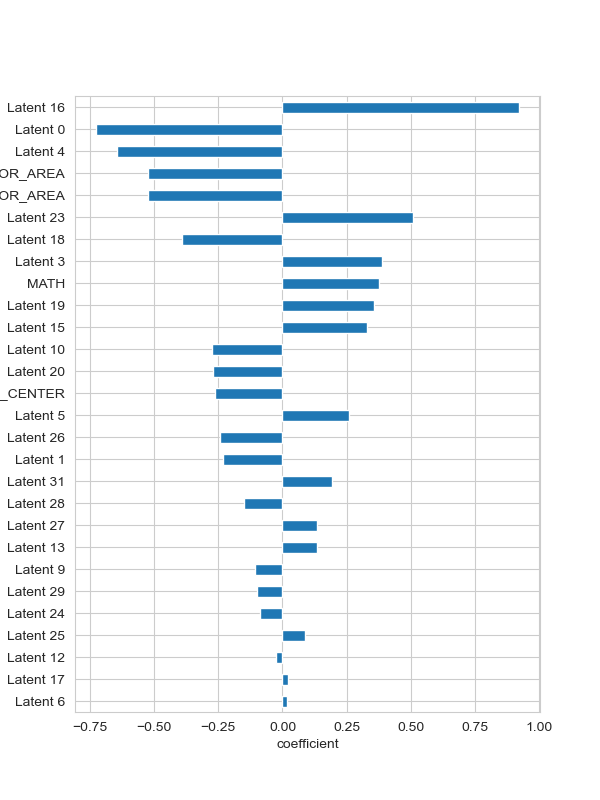 Latent 16
Latent 0
Latent 4
OR_AREA
OR_AREA
Latent 23
Latent 18
Latent 3
MATH
Latent 19
Latent 15
Latent 10
Latent 20
_CENTER
Latent 5
Latent 26
Latent 1
Latent 31
Latent 28
Latent 27
Latent 13
Latent 9
Latent 29
Latent 24
Latent 25
Latent 12
Latent 17
Latent 6
−0.75 −0.50 −0.25 0.00 0.25 0.50 0.75 1.00
coefficient